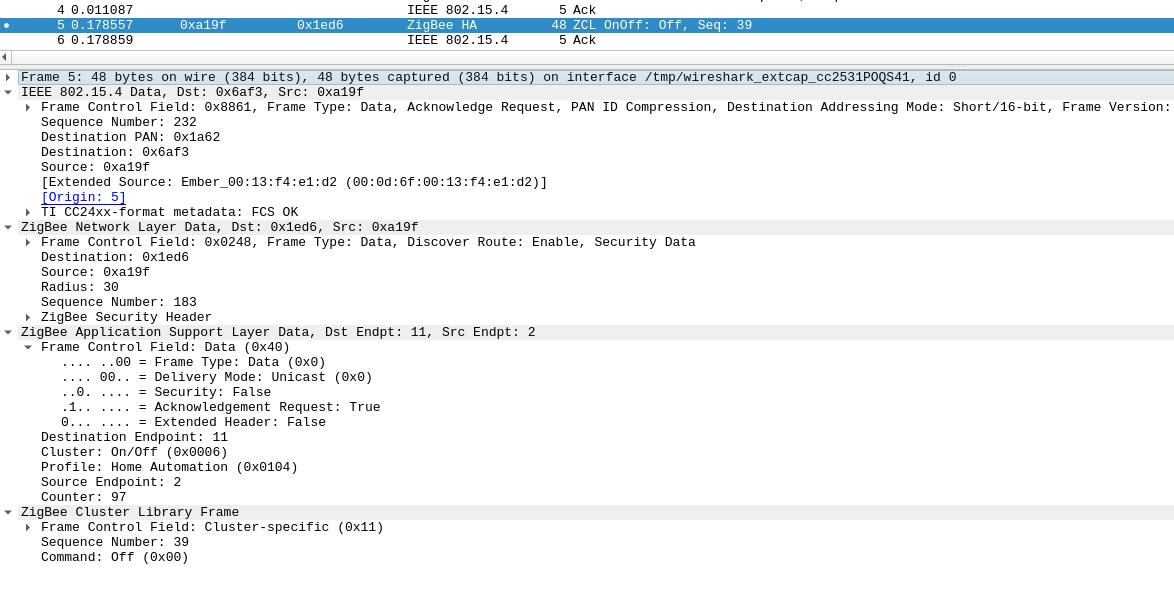 4 0.011087 IEEE 802.15.4 5 Ack
5 0.178557 0xa19f 0x1ed6 ZigBee HA 48 ZCL OnOff: Off, Seq: 39
6 0.178859 IEEE 802.15.4 5 Ack
Frame 5: 48 bytes on wire (384 bits), 48 bytes captured (384 bits) on interface /tmp/wireshark_extcap_cc2531POQS41, id 0
IEEE 802.15.4 Data, Dst: 0x6af3, Src: 0xa19f
Frame Control Field: 0x8861, Frame Type: Data, Acknowledge Request, PAN ID Compression, Destination Addressing Mode: Short/16-bit, Frame Version:
Sequence Number: 232
Destination PAN: 0x1a62
Destination: 0x6af3
Source: 0xa19f
[Extended Source: Ember_00:13:f4:e1:d2 (00:0d:6f:00:13:f4:e1:d2)]
[Origin: 5]
TI CC24xx-format metadata: FCS OK
ZigBee Network Layer Data, Dst: 0x1ed6, Src: 0xa19f
Frame Control Field: 0x0248, Frame Type: Data, Discover Route: Enable, Security Data
Destination: 0x1ed6
Source: 0xa19f
Radius: 30
Sequence Number: 183
ZigBee Security Header
ZigBee Application Support Layer Data, Dst Endpt: 11, Src Endpt: 2
Frame Control Field: Data (0x40)
.... ..00 = Frame Type: Data (0x0)
.... 00.. = Delivery Mode: Unicast (0x0)
..0. .... = Security: False
.1.. .... = Acknowledgement Request: True
0... .... = Extended Header: False
Destination Endpoint: 11
Cluster: On/Off (0x0006)
Profile: Home Automation (0x0104)
Source Endpoint: 2
Counter: 97
ZigBee Cluster Library Frame
Frame Control Field: Cluster-specific (0x11)
Sequence Number: 39
Command: Off (0x00)